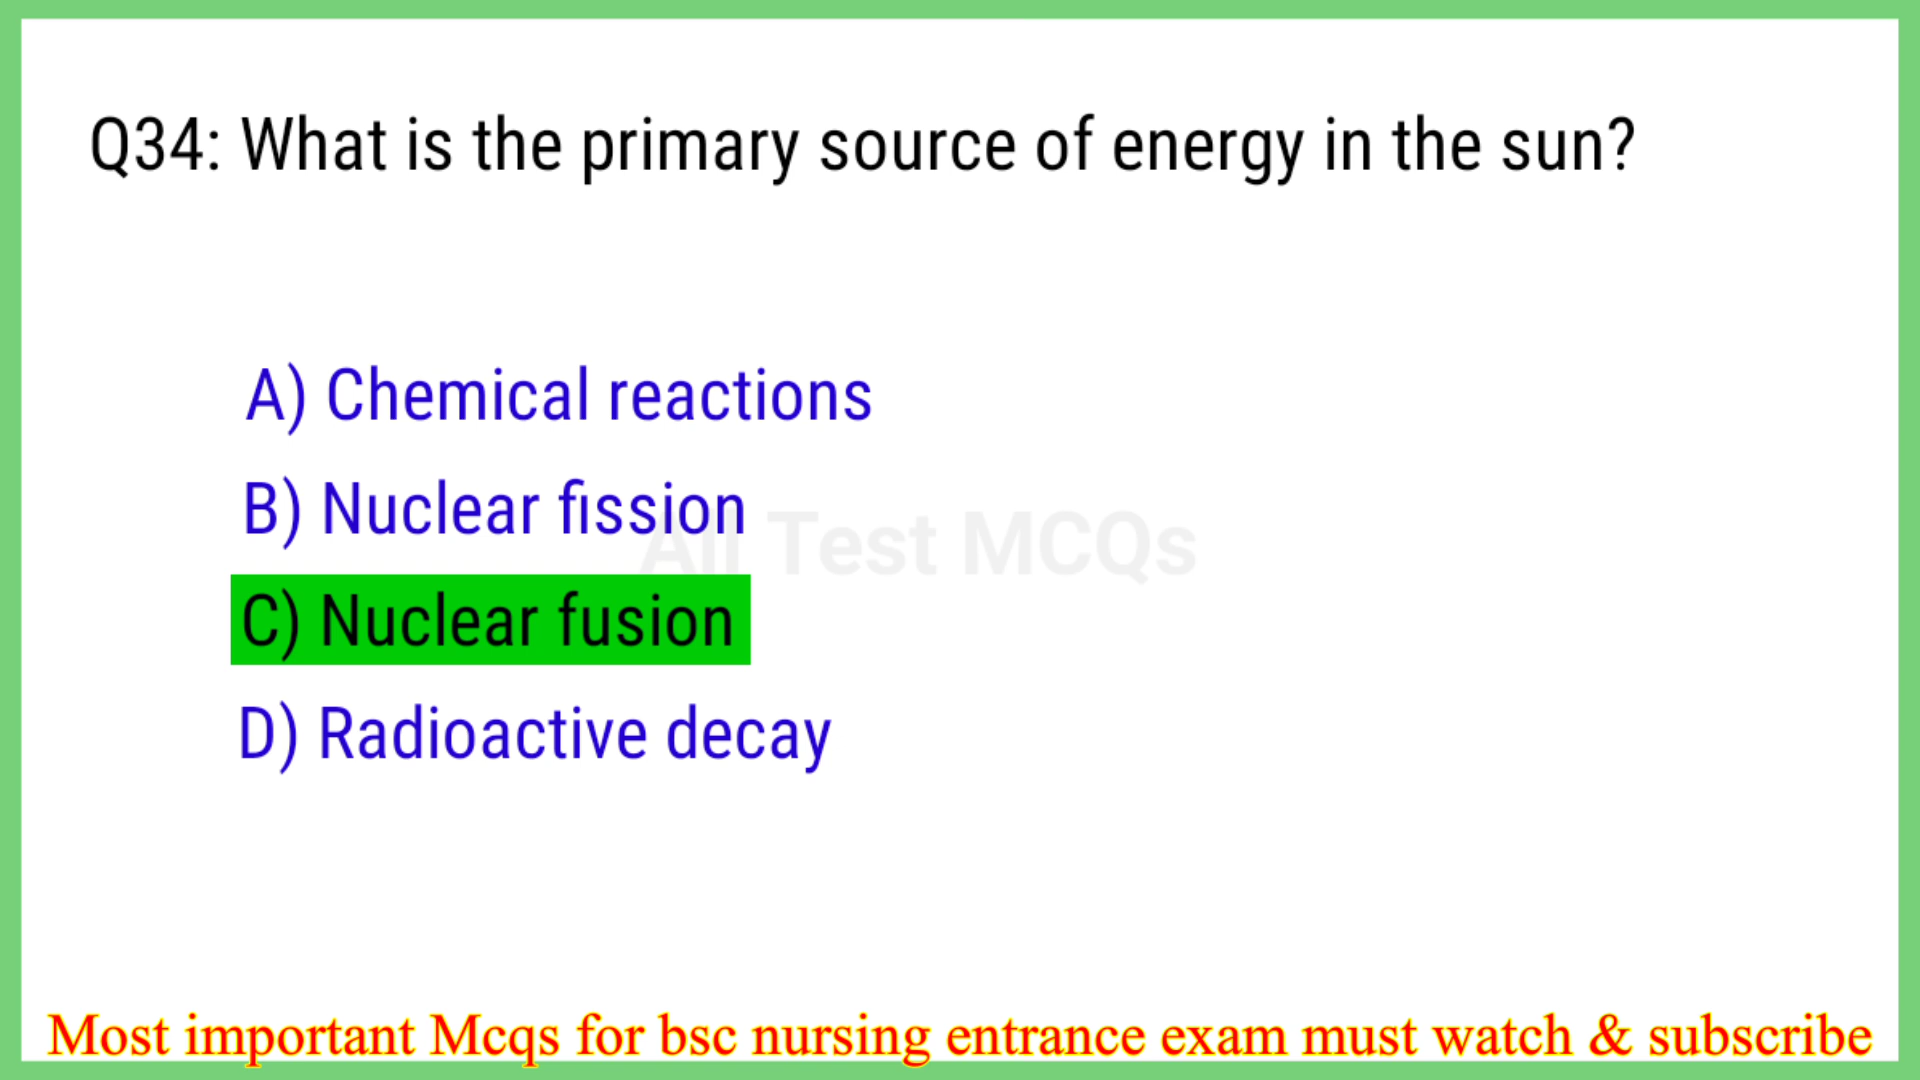 Q34: What is the primary source of energy in the sun?
A) Chemical reactions
B) Nuclear fission
All Test MCQs
C) Nuclear fusion
D) Radioactive decay
Most important Mcqs for bsc nursing entrance exam must watch & subscribe